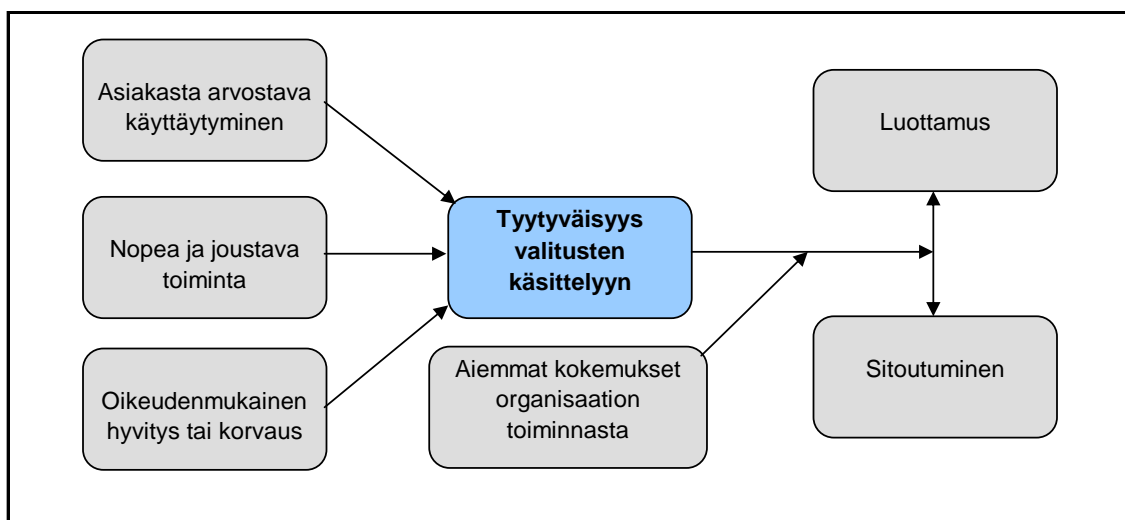 Asiakasta arvostava
käyttäytyminen
Nopea ja joustava
toiminta
Oikeudenmukainen
hyvitys tai korvaus
Tyytyväisyys
valitusten
käsittelyyn
Aiemmat kokemukset
organisaation
toiminnasta
Luottamus
Sitoutuminen